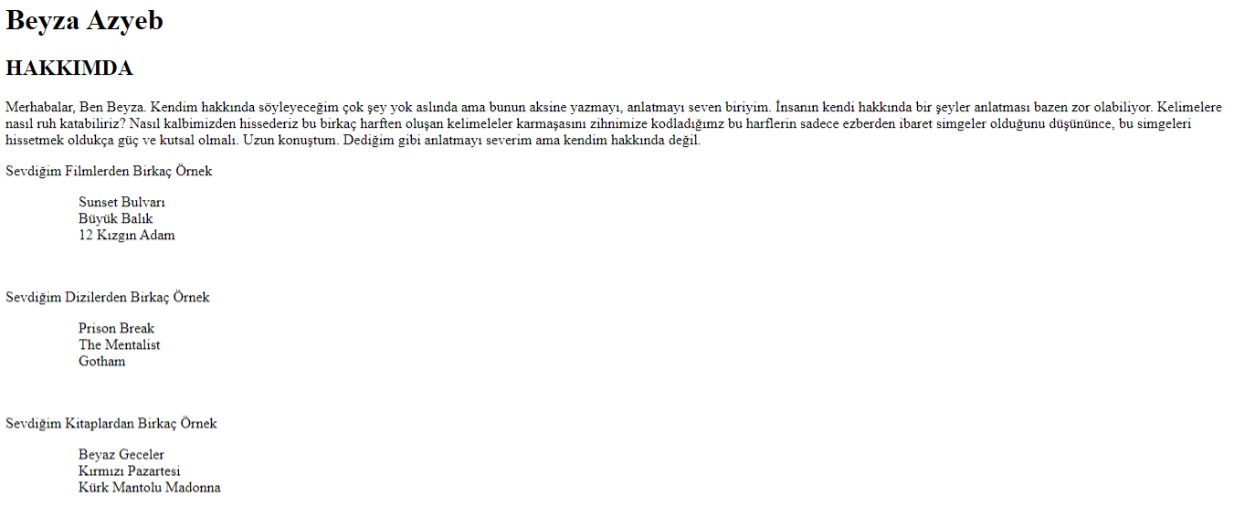 Beyza Azyeb
HAKKIMDA
Merhabalar, Ben Beyza. Kendim hakkında söyleyeceğim çok şey yok aslında ama bunun aksine yazmayı, anlatmayı seven biriyim. İnsanın kendi hakkında bir şeyler anlatması bazen zor olabiliyor. Kelimelere
nasıl ruh katabiliriz? Nasıl kalbimizden hissederiz bu birkaç harften oluşan kelimeleler karmaşasını zihnimize kodladığımz bu harflerin sadece ezberden ibaret simgeler olduğunu düşününce, bu simgeleri
hissetmek oldukça güç ve kutsal olmalı. Uzun konuştum. Dediğim gibi anlatmayı severim ama kendim hakkında değil.
Sevdiğim Filmlerden Birkaç Örnek
Sunset Bulvarı
Büyük Balık
12 Kızgın Adam
Sevdiğim Dizilerden Birkaç Örnek
Prison Break
The Mentalist
Gotham
Sevdiğim Kitaplardan Birkaç Örnek
Beyaz Geceler
Kırmızı Pazartesi
Kürk Mantolu Madonna